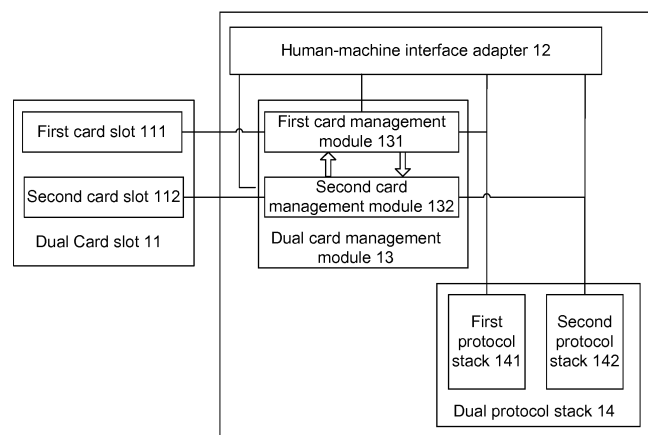 Human-machine interface adapter 12
First card slot 111
First card management
module 131
Second card slot 112
Second card
management module 132
Dual Card slot 11
Dual card management
module 13
First
protocol
stack 141
Second
protocol
stack 142
Dual protocol stack 14